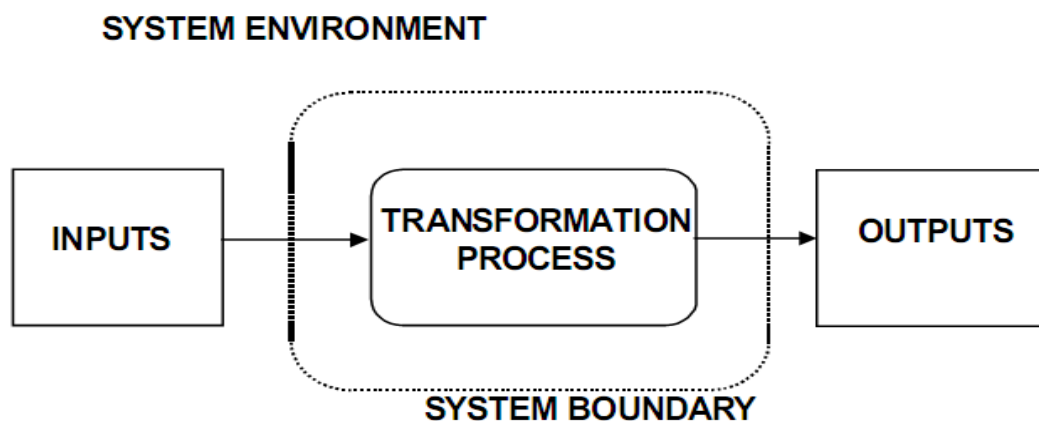 SYSTEM ENVIRONMENT
INPUTS
TRANSFORMATION
PROCESS
OUTPUTS
SYSTEM BOUNDARY